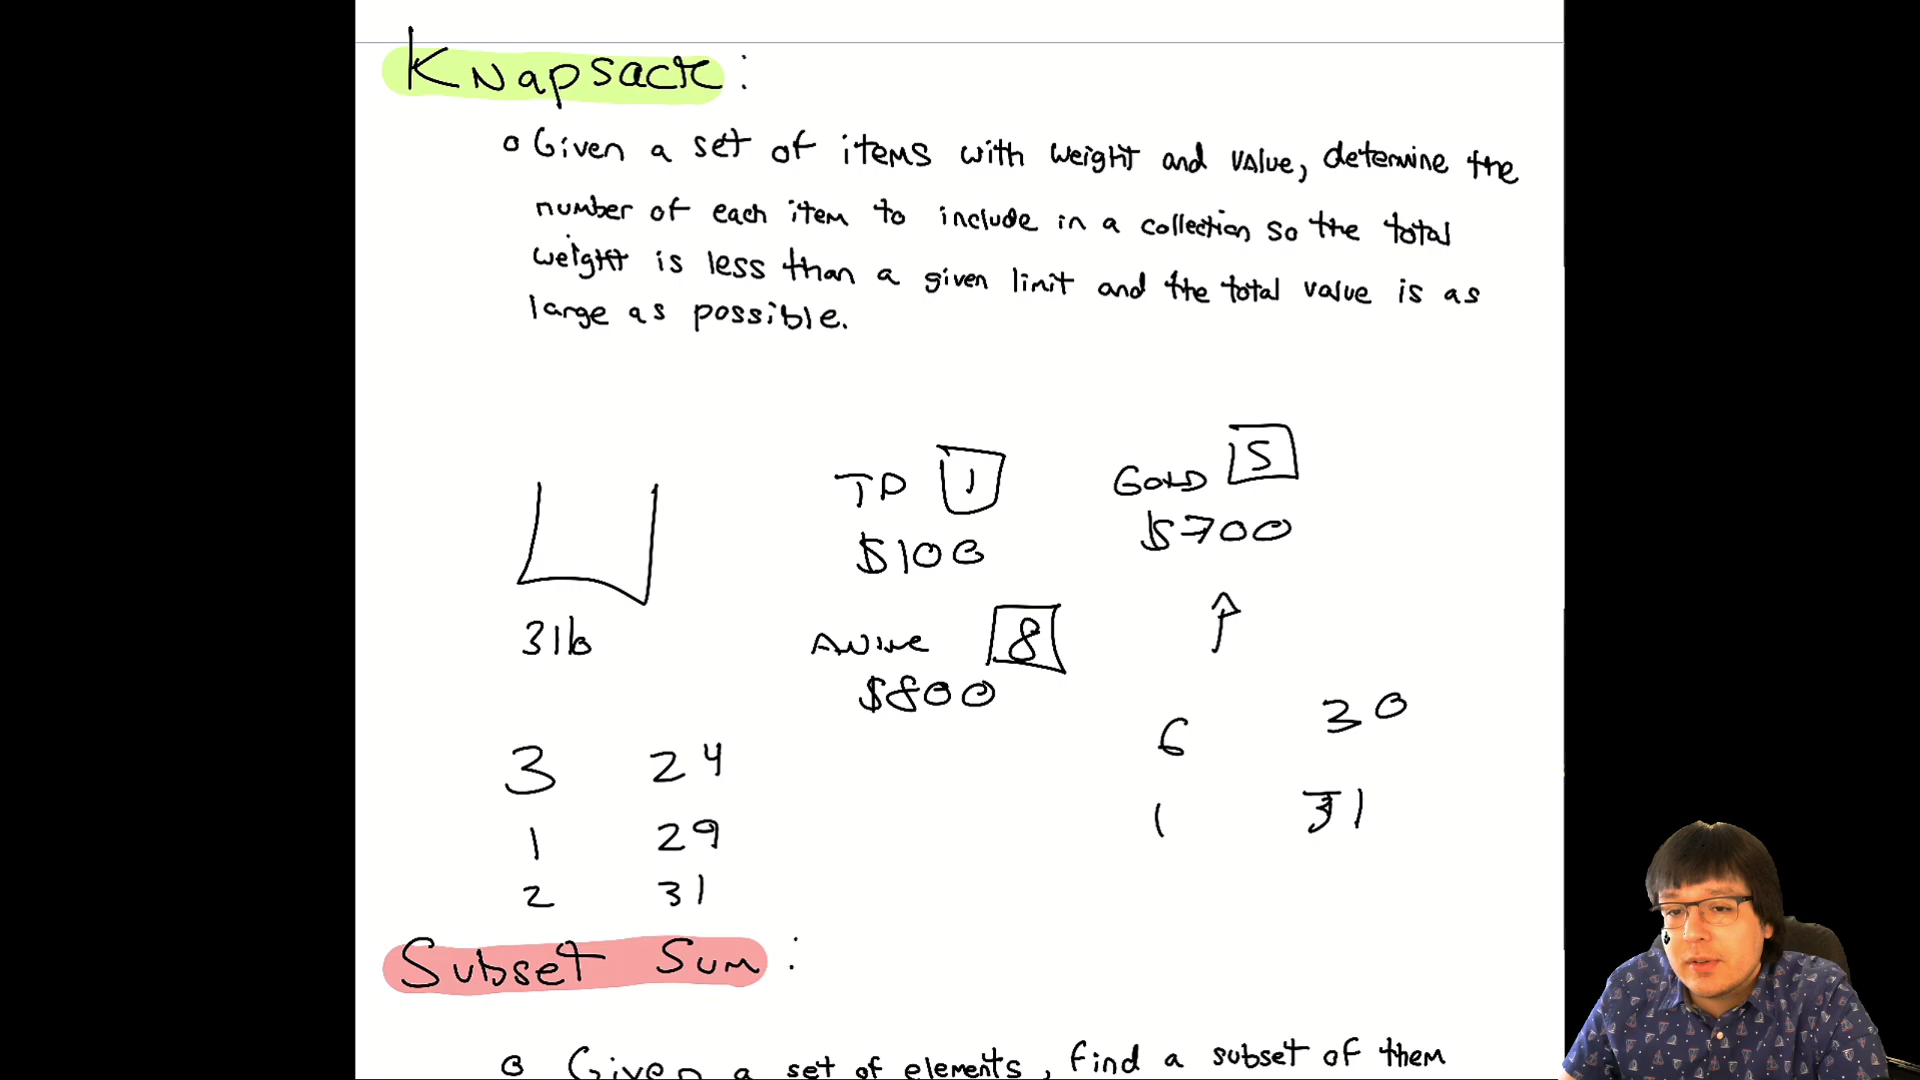 Knapsack:
o Given a set of items with weight and value, determine the
number of each item to include in a collection so the total
weight is less than a given limit and the total value is as
large as possible.
TP 1
GOLD 5
$100
$700
31b
ANIME 8
$800
3 24
6 30
1 29
1 31
2 31
Subset Sum:
o Given a set of elements, find a subset of them